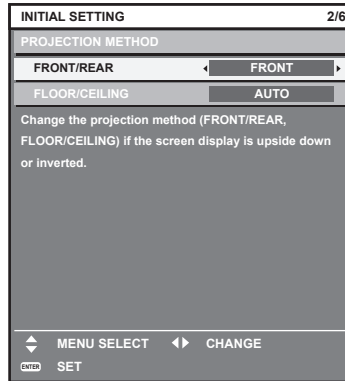 INITIAL SETTING 2/6
PROJECTION METHOD
FRONT/REAR FRONT
FLOOR/CEILING AUTO
Change the projection method (FRONT/REAR,
FLOOR/CEILING) if the screen display is upside down
or inverted.
MENU SELECT CHANGE
ENTER SET